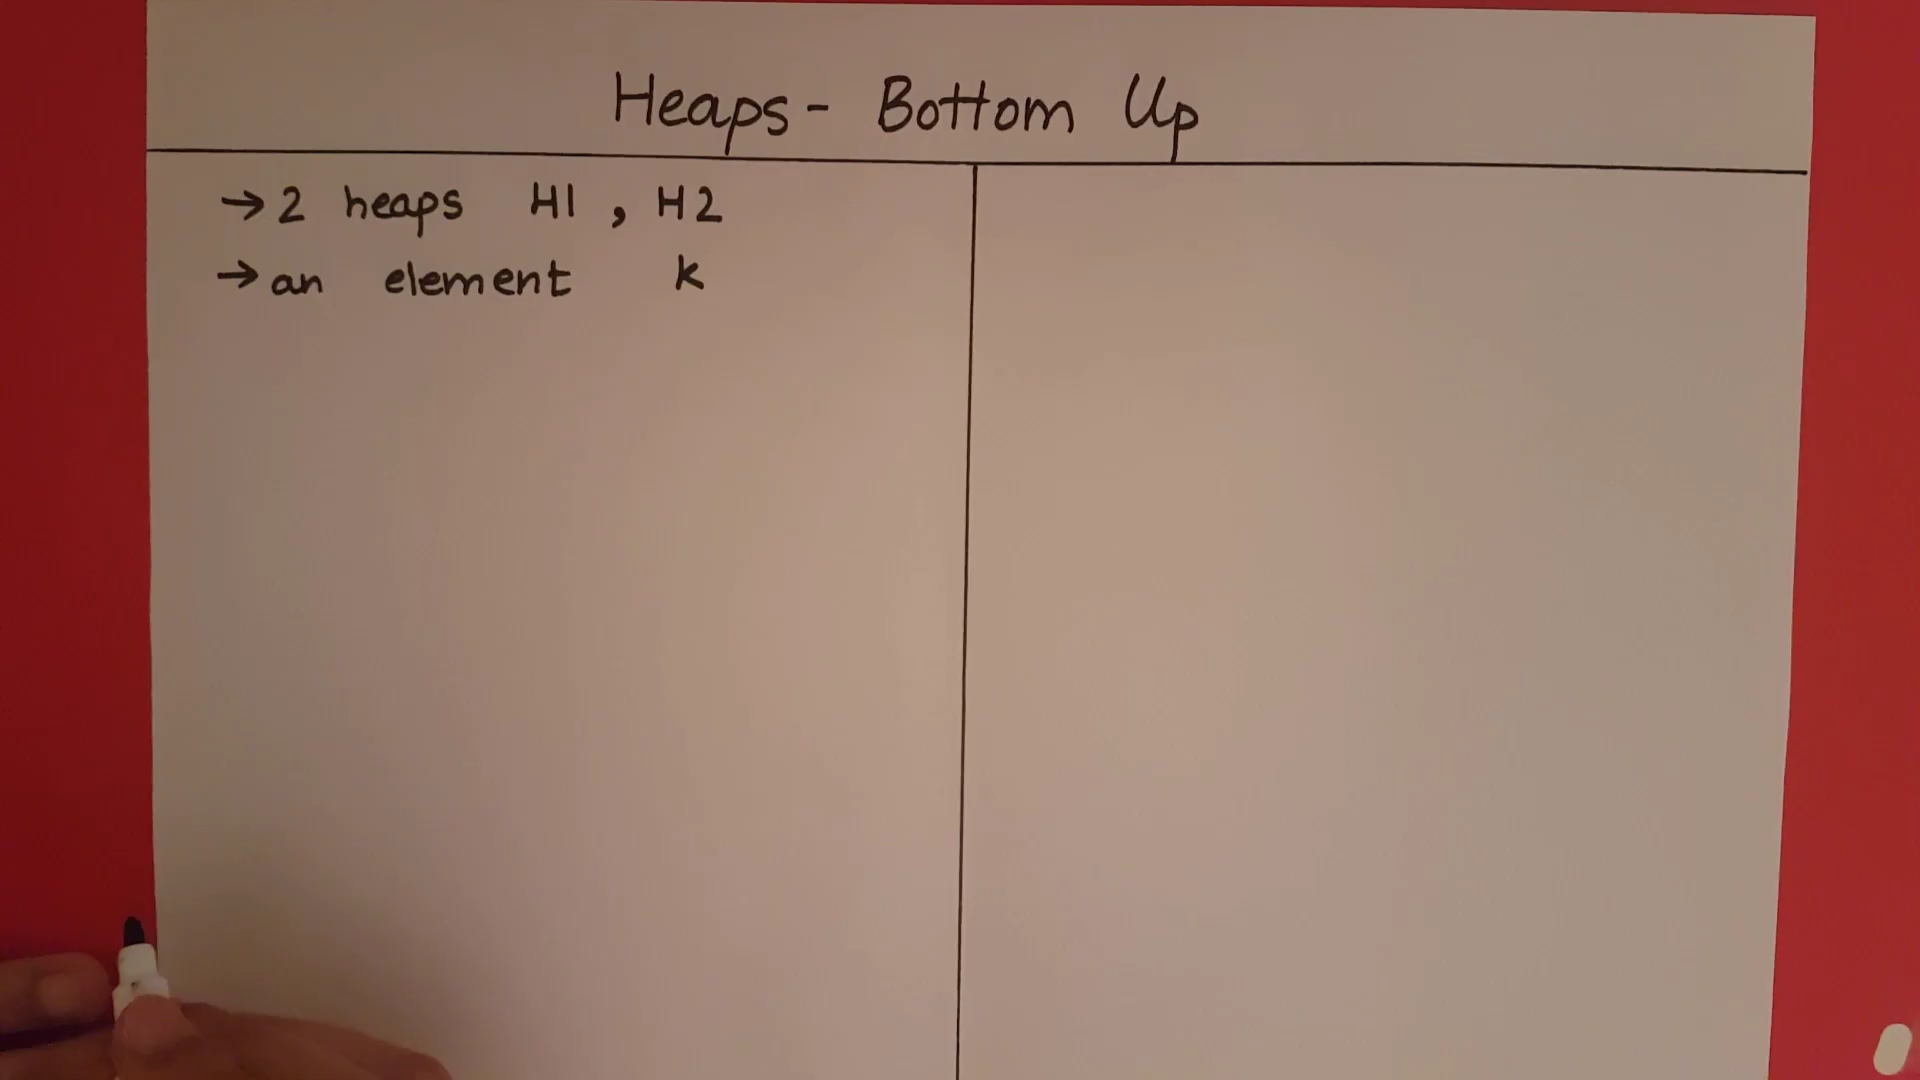 Heaps - Bottom Up
→ 2 heaps H1 , H2
→ an element k